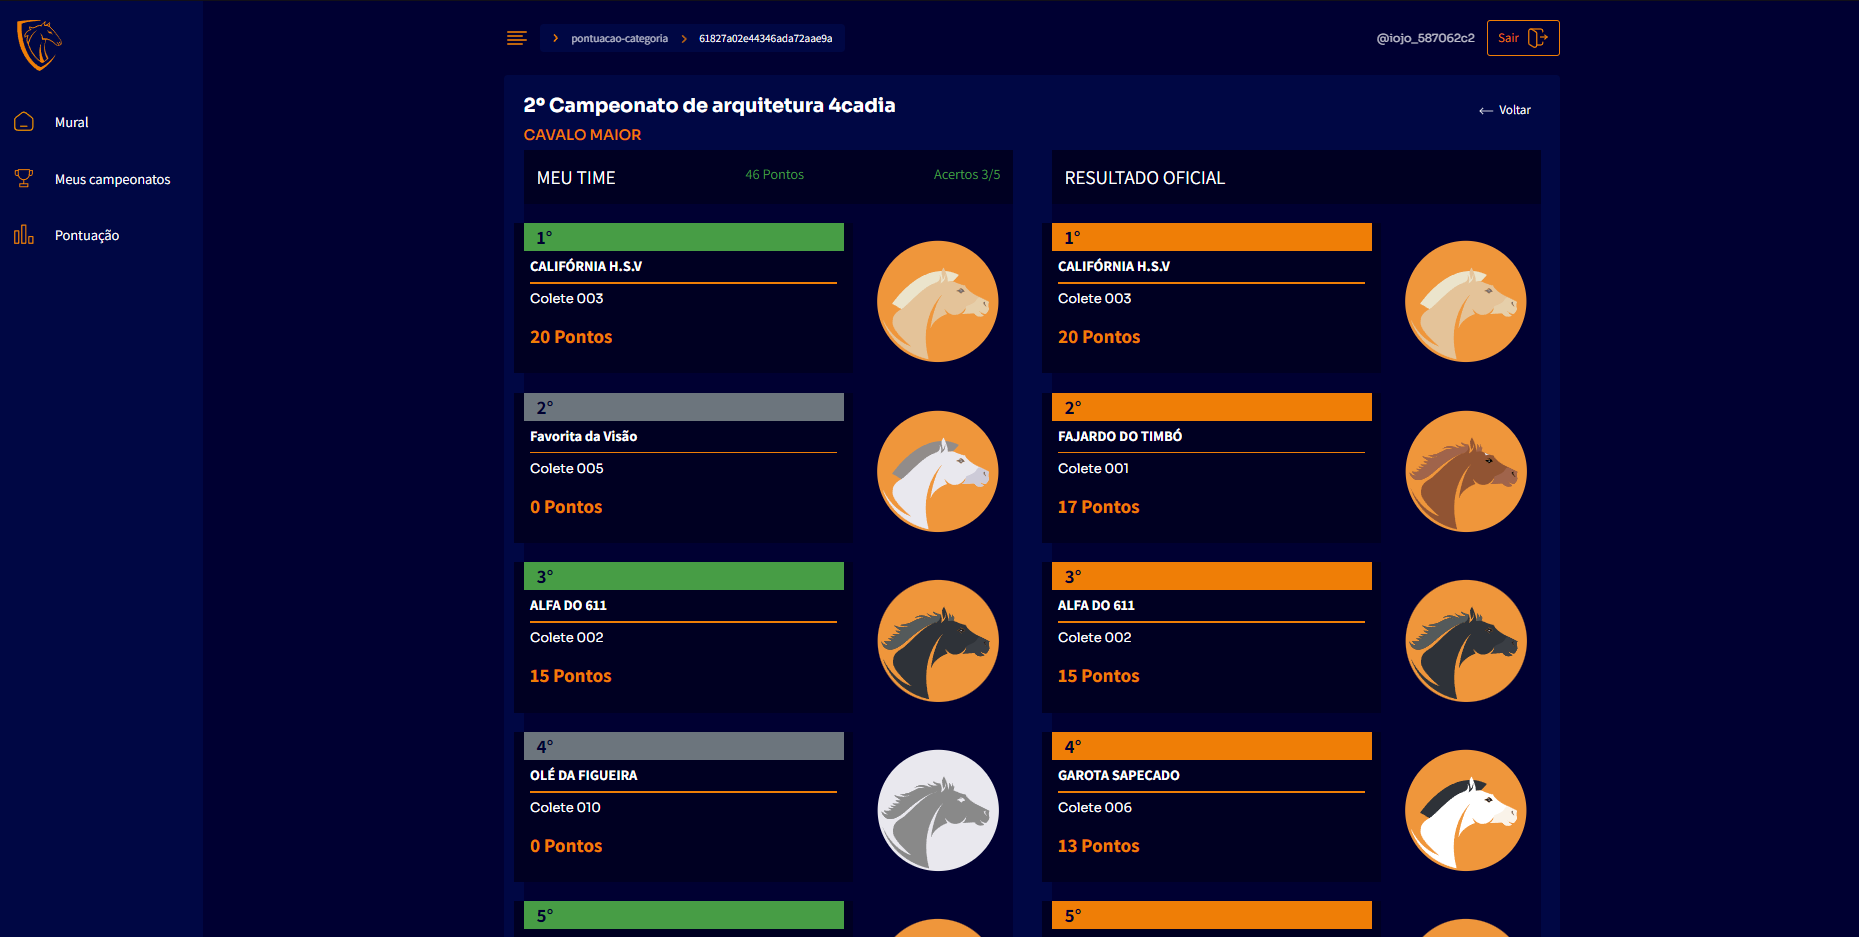 pontuacao-categoria
61827a02e44346ada72aae9a
@iojo_587062c2
Sair
Mural
Meus campeonatos
Pontuação
2º Campeonato de arquitetura 4cadia
Voltar
CAVALO MAIOR
MEU TIME
46 Pontos
Acertos 3/5
1°
CALIFÓRNIA H.S.V
Colete 003
20 Pontos
2°
Favorita da Visão
Colete 005
0 Pontos
3°
ALFA DO 611
Colete 002
15 Pontos
4°
OLÉ DA FIGUEIRA
Colete 010
0 Pontos
5°
RESULTADO OFICIAL
1°
CALIFÓRNIA H.S.V
Colete 003
20 Pontos
2°
FAJARDO DO TIMBÓ
Colete 001
17 Pontos
3°
ALFA DO 611
Colete 002
15 Pontos
4°
GAROTA SAPECADO
Colete 006
13 Pontos
5°